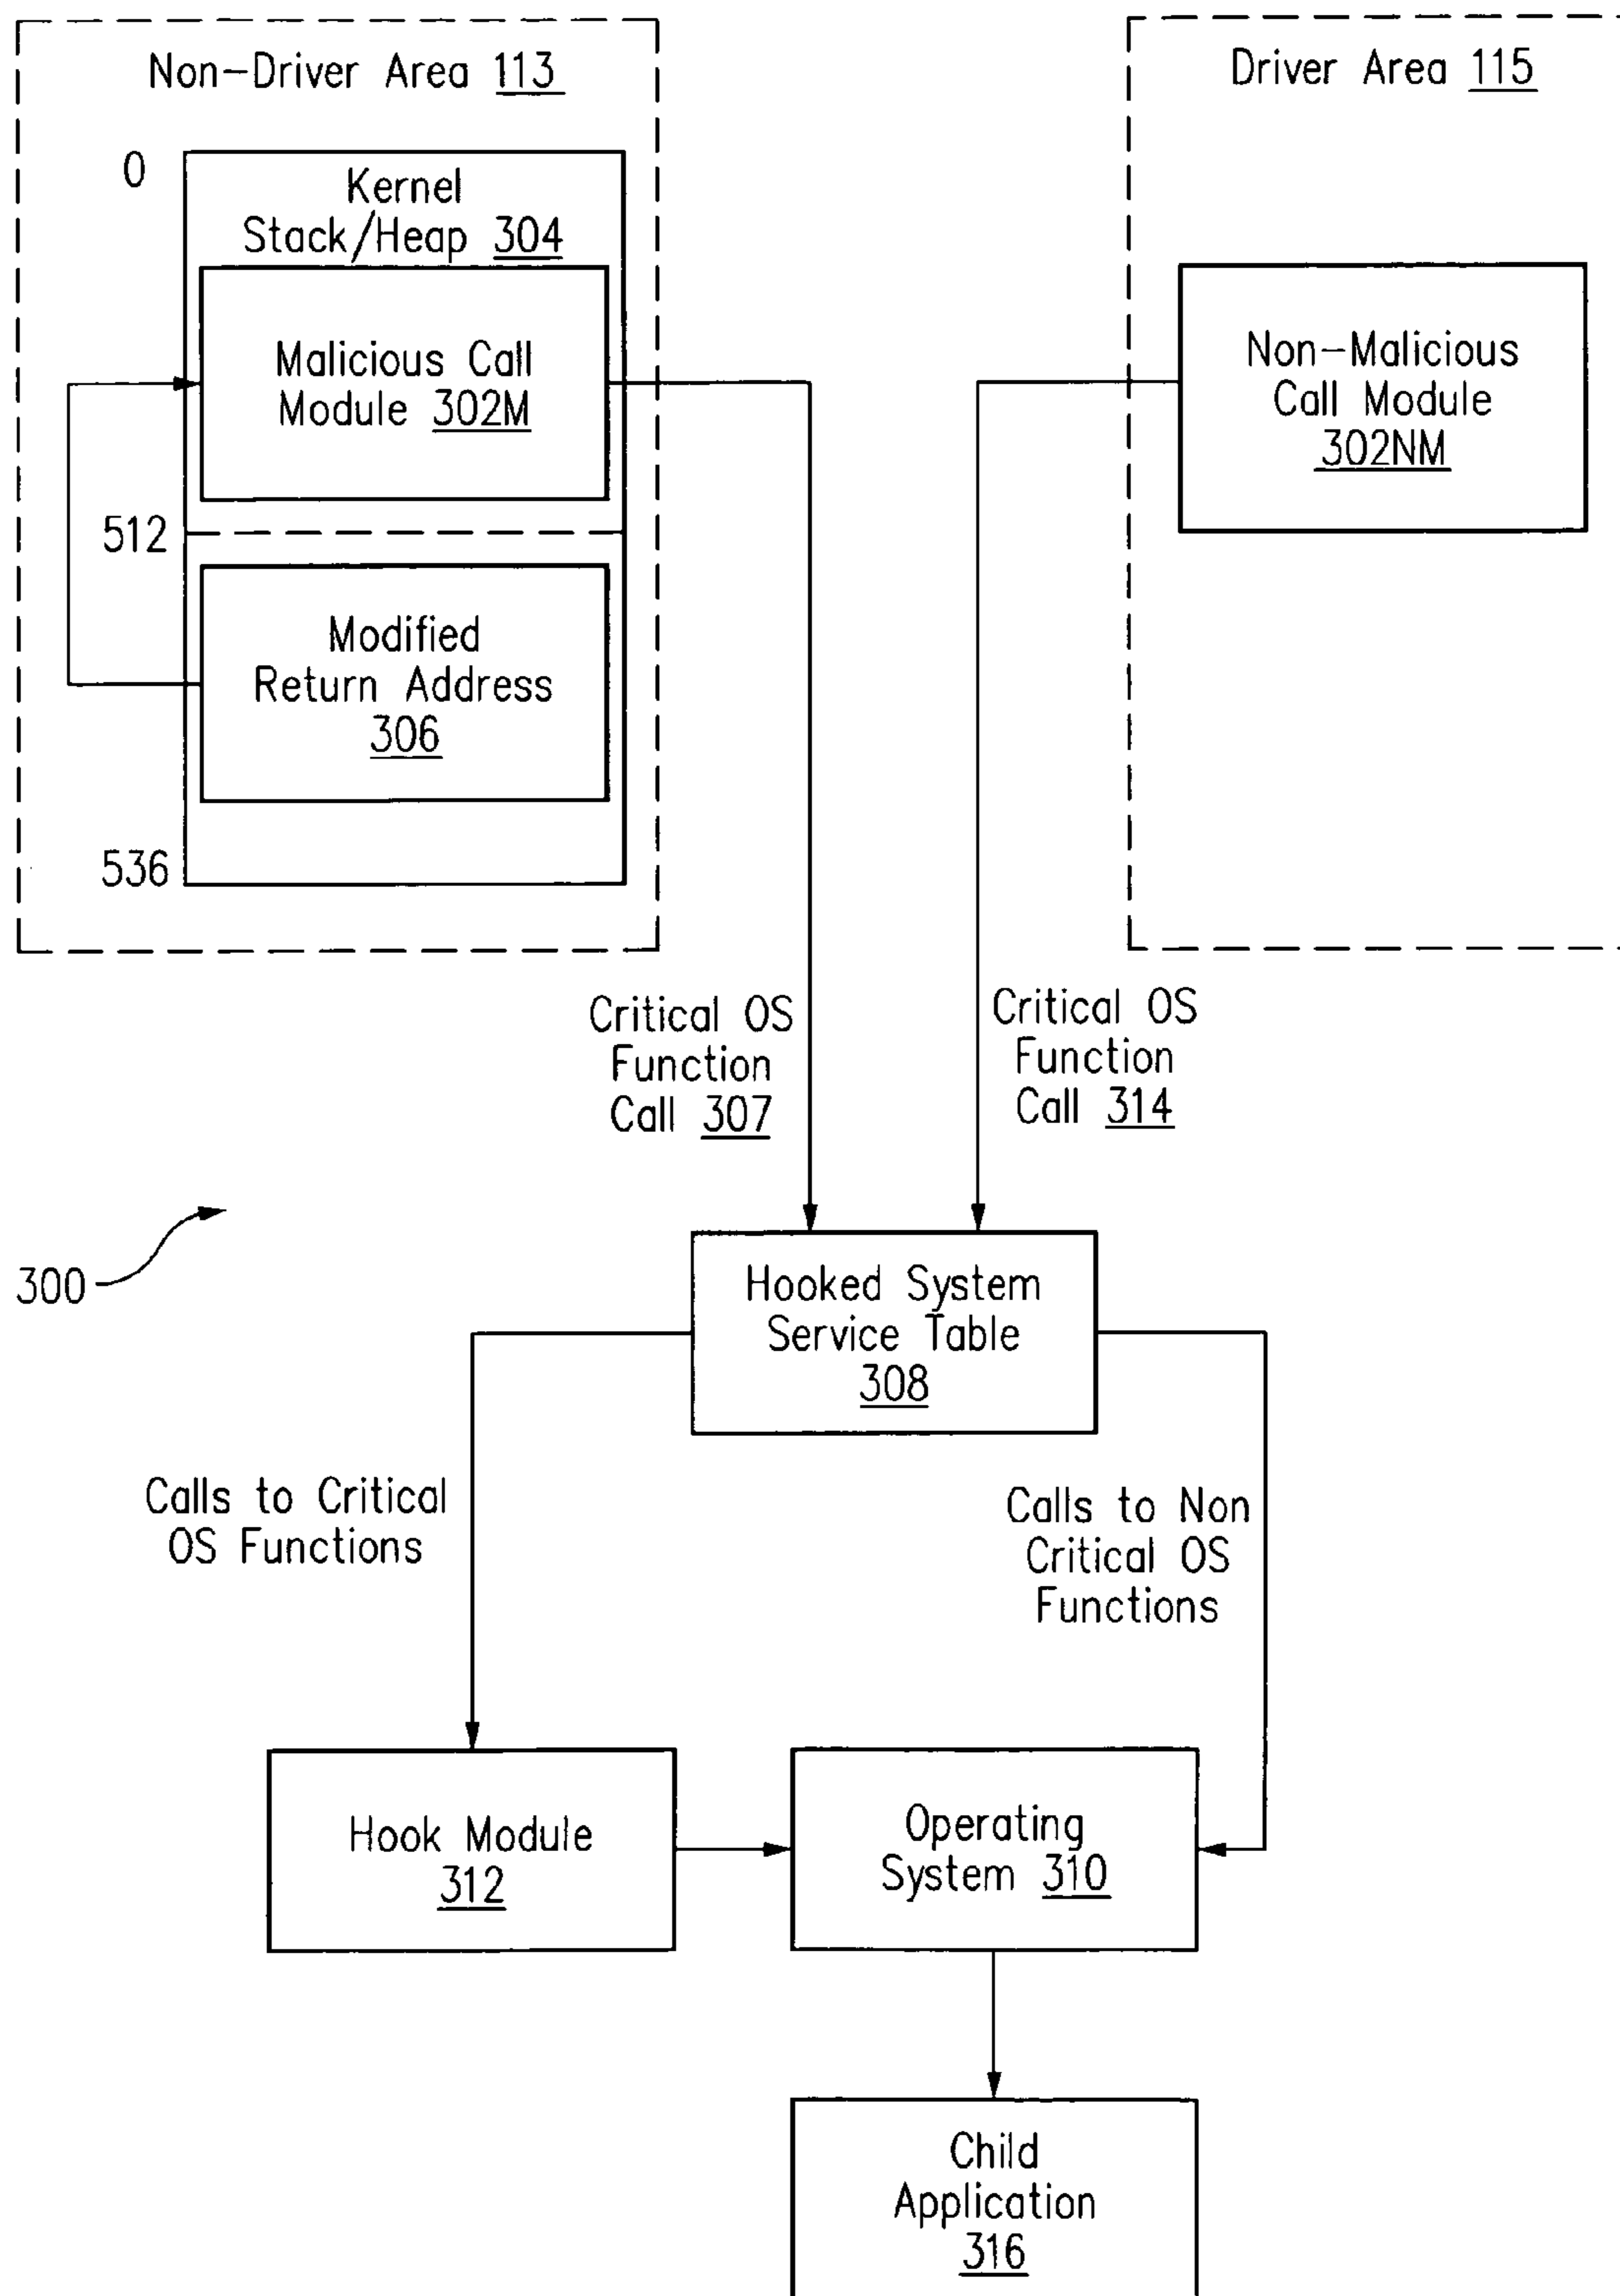 Non-Driver Area 113
Driver Area 115
0
Kernel
Stack/Heap 304
Malicious Call
Module 302M
Non-Malicious
Call Module
302NM
512
Modified
Return Address
306
536
Critical OS
Function
Call 307
Critical OS
Function
Call 314
300
Hooked System
Service Table
308
Calls to Critical
OS Functions
Calls to Non
Critical OS
Functions
Hook Module
312
Operating
System 310
Child
Application
316